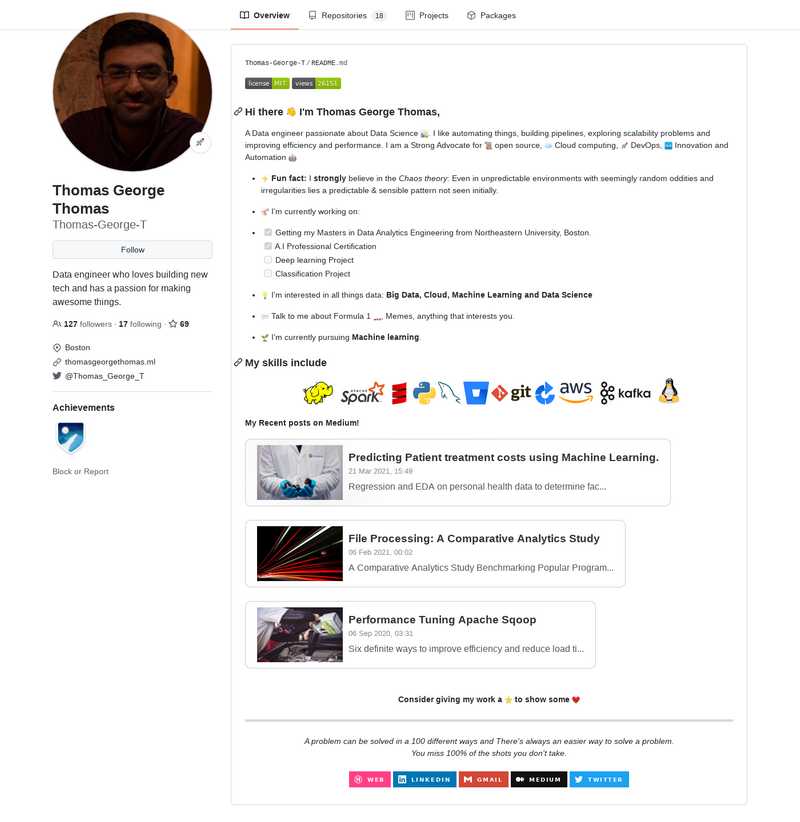 Overview
Repositories 18
Projects
Packages
Thomas George
Thomas
Thomas-George-T
Follow
Data engineer who loves building new
tech and has a passion for making
awesome things.
127 followers · 17 following · 69
Boston
thomasgeorgethomas.ml
@Thomas_George_T
Achievements
Block or Report
Thomas-George-T / README.md
license MIT views 26151
Hi there 👋 I'm Thomas George Thomas,
A Data engineer passionate about Data Science. I like automating things, building pipelines, exploring scalability problems and
improving efficiency and performance. I am a Strong Advocate for 📜 open source, ☁️ Cloud computing, 🚀 DevOps, Innovation and
Automation 🤖
Fun fact: I strongly believe in the Chaos theory: Even in unpredictable environments with seemingly random oddities and
irregularities lies a predictable & sensible pattern not seen initially.
I'm currently working on:
Getting my Masters in Data Analytics Engineering from Northeastern University, Boston.
A.I Professional Certification
Deep learning Project
Classification Project
💡 I'm interested in all things data: Big Data, Cloud, Machine Learning and Data Science
💬 Talk to me about Formula 1 🏎️, Memes, anything that interests you.
🌱 I'm currently pursuing Machine learning.
My skills include
APACHE
Spark
git
aws
kafka
My Recent posts on Medium!
Predicting Patient treatment costs using Machine Learning.
21 Mar 2021, 15:49
Regression and EDA on personal health data to determine fac...
File Processing: A Comparative Analytics Study
06 Feb 2021, 00:02
A Comparative Analytics Study Benchmarking Popular Program...
Performance Tuning Apache Sqoop
06 Sep 2020, 03:31
Six definite ways to improve efficiency and reduce load ti...
Consider giving my work a ⭐ to show some ❤️
A problem can be solved in a 100 different ways and There's always an easier way to solve a problem.
You miss 100% of the shots you don't take.
WEB LINKEDIN GMAIL MEDIUM TWITTER